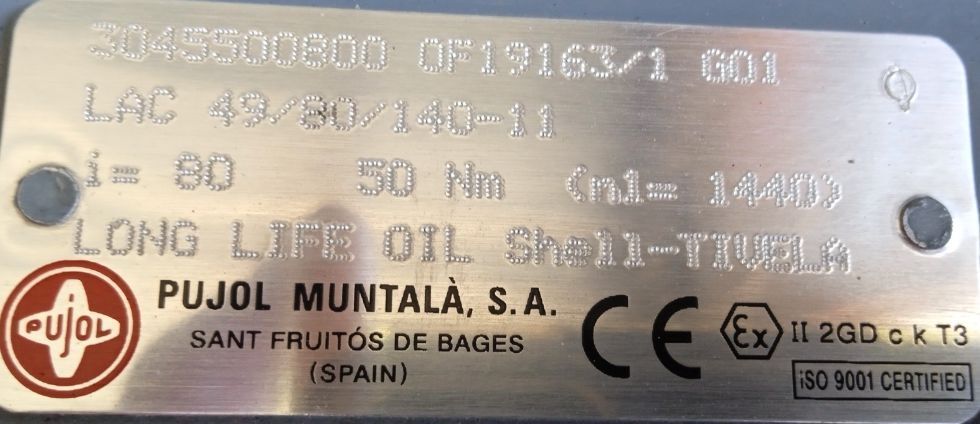 3045500800 OF19163/1 G01
LAC 49/80/140-11
i= 80 50 Nm (n1= 1440)
LONG LIFE OIL Shell-TIVELA
PUJOL
PUJOL MUNTALÀ, S.A.
SANT FRUITÓS DE BAGES
(SPAIN)
CE Ex II 2GD c k T3
iSO 9001 CERTIFIED